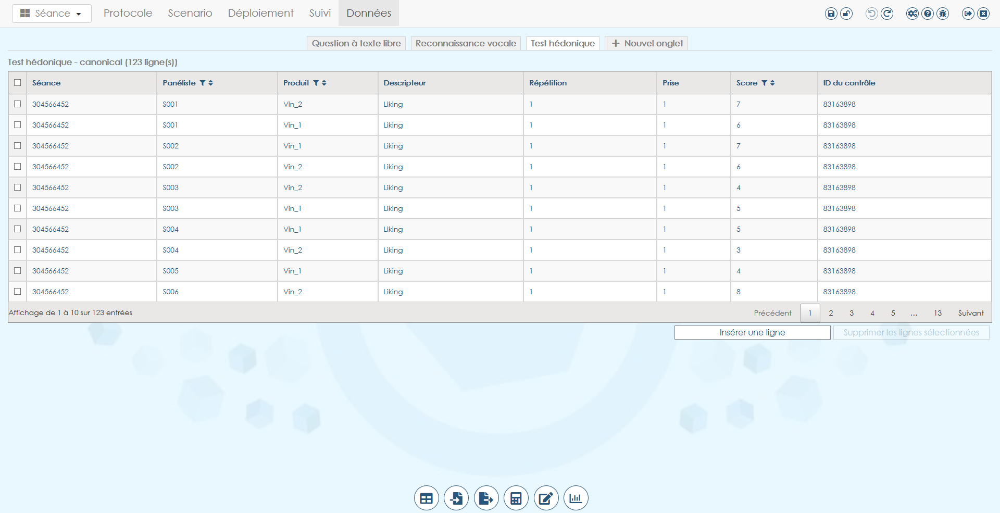 Séance Protocole Scenario Déploiement Suivi Données
Question à texte libre Reconnaissance vocale Test hédonique + Nouvel onglet
Test hédonique - canonical (123 ligne(s))
Séance Panéliste Produit Descripteur Répétition Prise Score ID du contrôle
304566452 S001 Vin_2 Liking 1 1 7 83163898
304566452 S001 Vin_1 Liking 1 1 6 83163898
304566452 S002 Vin_1 Liking 1 1 7 83163898
304566452 S002 Vin_2 Liking 1 1 6 83163898
304566452 S003 Vin_2 Liking 1 1 4 83163898
304566452 S003 Vin_1 Liking 1 1 5 83163898
304566452 S004 Vin_1 Liking 1 1 5 83163898
304566452 S004 Vin_2 Liking 1 1 3 83163898
304566452 S005 Vin_1 Liking 1 1 4 83163898
304566452 S006 Vin_2 Liking 1 1 8 83163898
Affichage de 1 à 10 sur 123 entrées Précédent 1 2 3 4 5 ... 13 Suivant
Insérer une ligne Supprimer les lignes sélectionnées